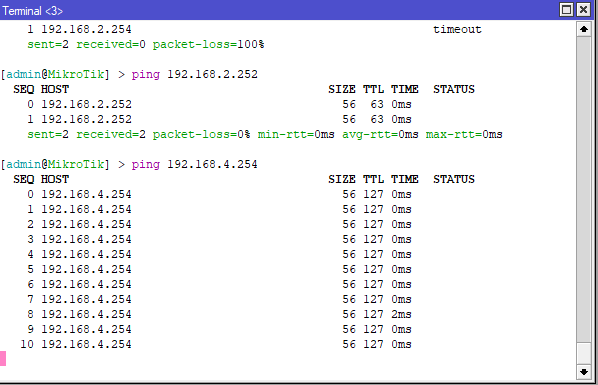 Terminal <3>
1 192.168.2.254 timeout
sent=2 received=0 packet-loss=100%
[admin@MikroTik] > ping 192.168.2.252
SEQ HOST SIZE TTL TIME STATUS
0 192.168.2.252 56 63 0ms
1 192.168.2.252 56 63 0ms
sent=2 received=2 packet-loss=0% min-rtt=0ms avg-rtt=0ms max-rtt=0ms
[admin@MikroTik] > ping 192.168.4.254
SEQ HOST SIZE TTL TIME STATUS
0 192.168.4.254 56 127 0ms
1 192.168.4.254 56 127 0ms
2 192.168.4.254 56 127 0ms
3 192.168.4.254 56 127 0ms
4 192.168.4.254 56 127 0ms
5 192.168.4.254 56 127 0ms
6 192.168.4.254 56 127 0ms
7 192.168.4.254 56 127 0ms
8 192.168.4.254 56 127 2ms
9 192.168.4.254 56 127 0ms
10 192.168.4.254 56 127 0ms